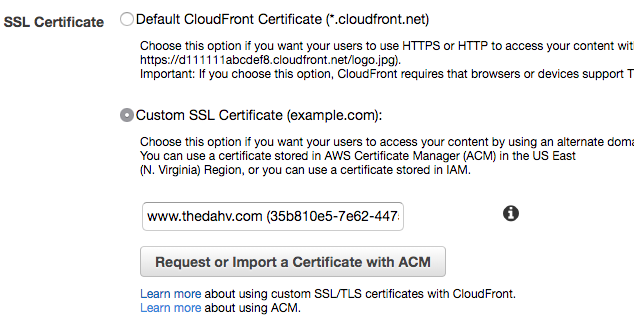 SSL Certificate
Default CloudFront Certificate (*.cloudfront.net)
Choose this option if you want your users to use HTTPS or HTTP to access your content wit
https://d111111abcdef8.cloudfront.net/logo.jpg).
Important: If you choose this option, CloudFront requires that browsers or devices support T
Custom SSL Certificate (example.com):
Choose this option if you want your users to access your content by using an alternate doma
You can use a certificate stored in AWS Certificate Manager (ACM) in the US East
(N. Virginia) Region, or you can use a certificate stored in IAM.
www.thedahv.com (35b810e5-7e62-447
Request or Import a Certificate with ACM
Learn more about using custom SSL/TLS certificates with CloudFront.
Learn more about using ACM.